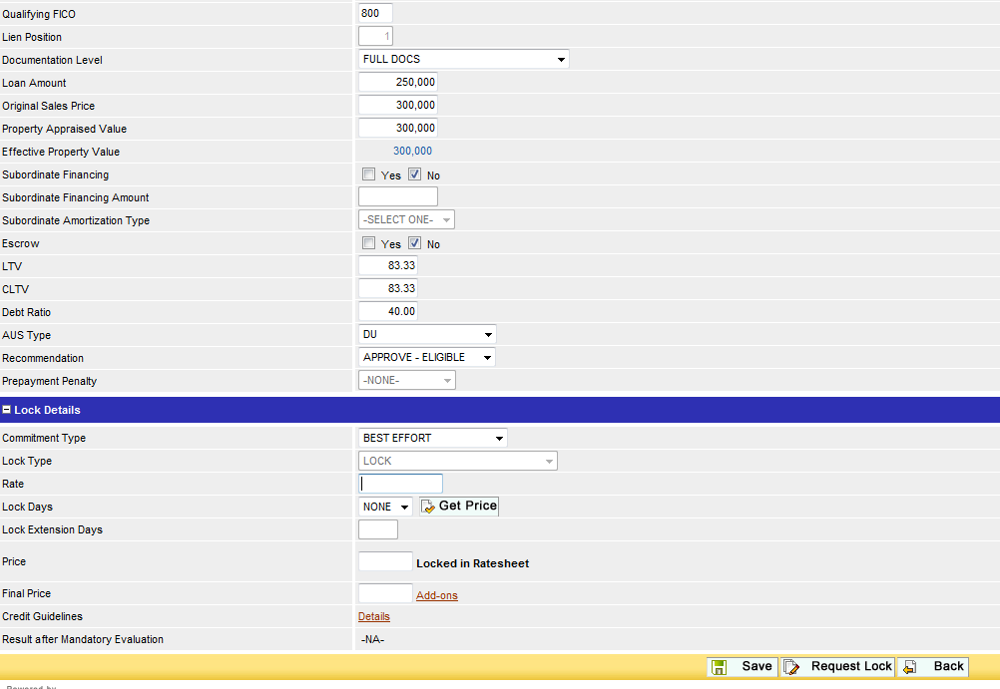 Qualifying FICO 800
Lien Position 1
Documentation Level FULL DOCS
Loan Amount 250,000
Original Sales Price 300,000
Property Appraised Value 300,000
Effective Property Value 300,000
Subordinate Financing Yes No
Subordinate Financing Amount
Subordinate Amortization Type -SELECT ONE-
Escrow Yes No
LTV 83.33
CLTV 83.33
Debt Ratio 40.00
AUS Type DU
Recommendation APPROVE - ELIGIBLE
Prepayment Penalty -NONE-
Lock Details
Commitment Type BEST EFFORT
Lock Type LOCK
Rate
Lock Days NONE Get Price
Lock Extension Days
Price Locked in Ratesheet
Final Price Add-ons
Credit Guidelines Details
Result after Mandatory Evaluation -NA-
Save Request Lock Back
Powered by